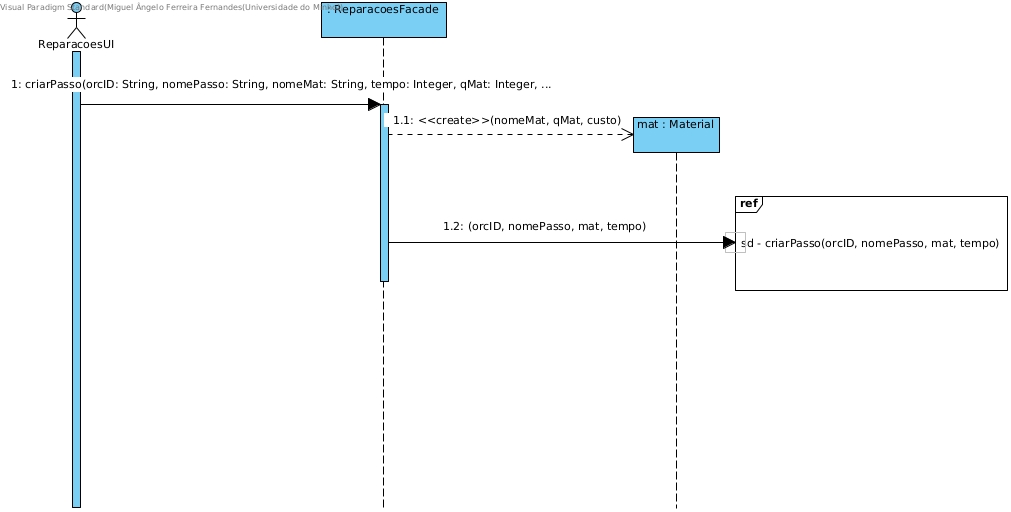 Visual Paradigm Standard(Miguel Ângelo Ferreira Fernandes(Universidade do
: ReparacoesFacade
ReparacoesUI
1: criarPasso(orcID: String, nomePasso: String, nomeMat: String, tempo: Integer, qMat: Integer, ...
1.1: <<create>>(nomeMat, qMat, custo)
mat : Material
ref
1.2: (orcID, nomePasso, mat, tempo)
sd - criarPasso(orcID, nomePasso, mat, tempo)